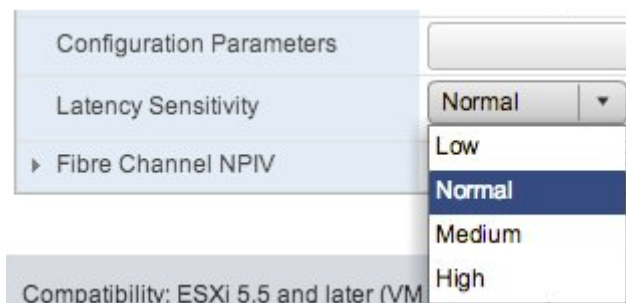 Configuration Parameters
Latency Sensitivity
Normal
Low
Fibre Channel NPIV
Normal
Medium
High
Compatibility: ESXi 5.5 and later (VM